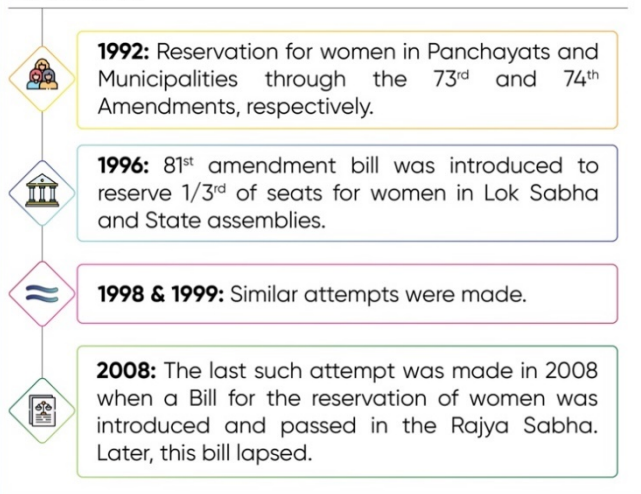 1992: Reservation for women in Panchayats and
Municipalities through the 73rd and 74th
Amendments, respectively.
1996: 81st amendment bill was introduced to
reserve 1/3rd of seats for women in Lok Sabha
and State assemblies.
1998 & 1999: Similar attempts were made.
2008: The last such attempt was made in 2008
when a Bill for the reservation of women was
introduced and passed in the Rajya Sabha.
Later, this bill lapsed.